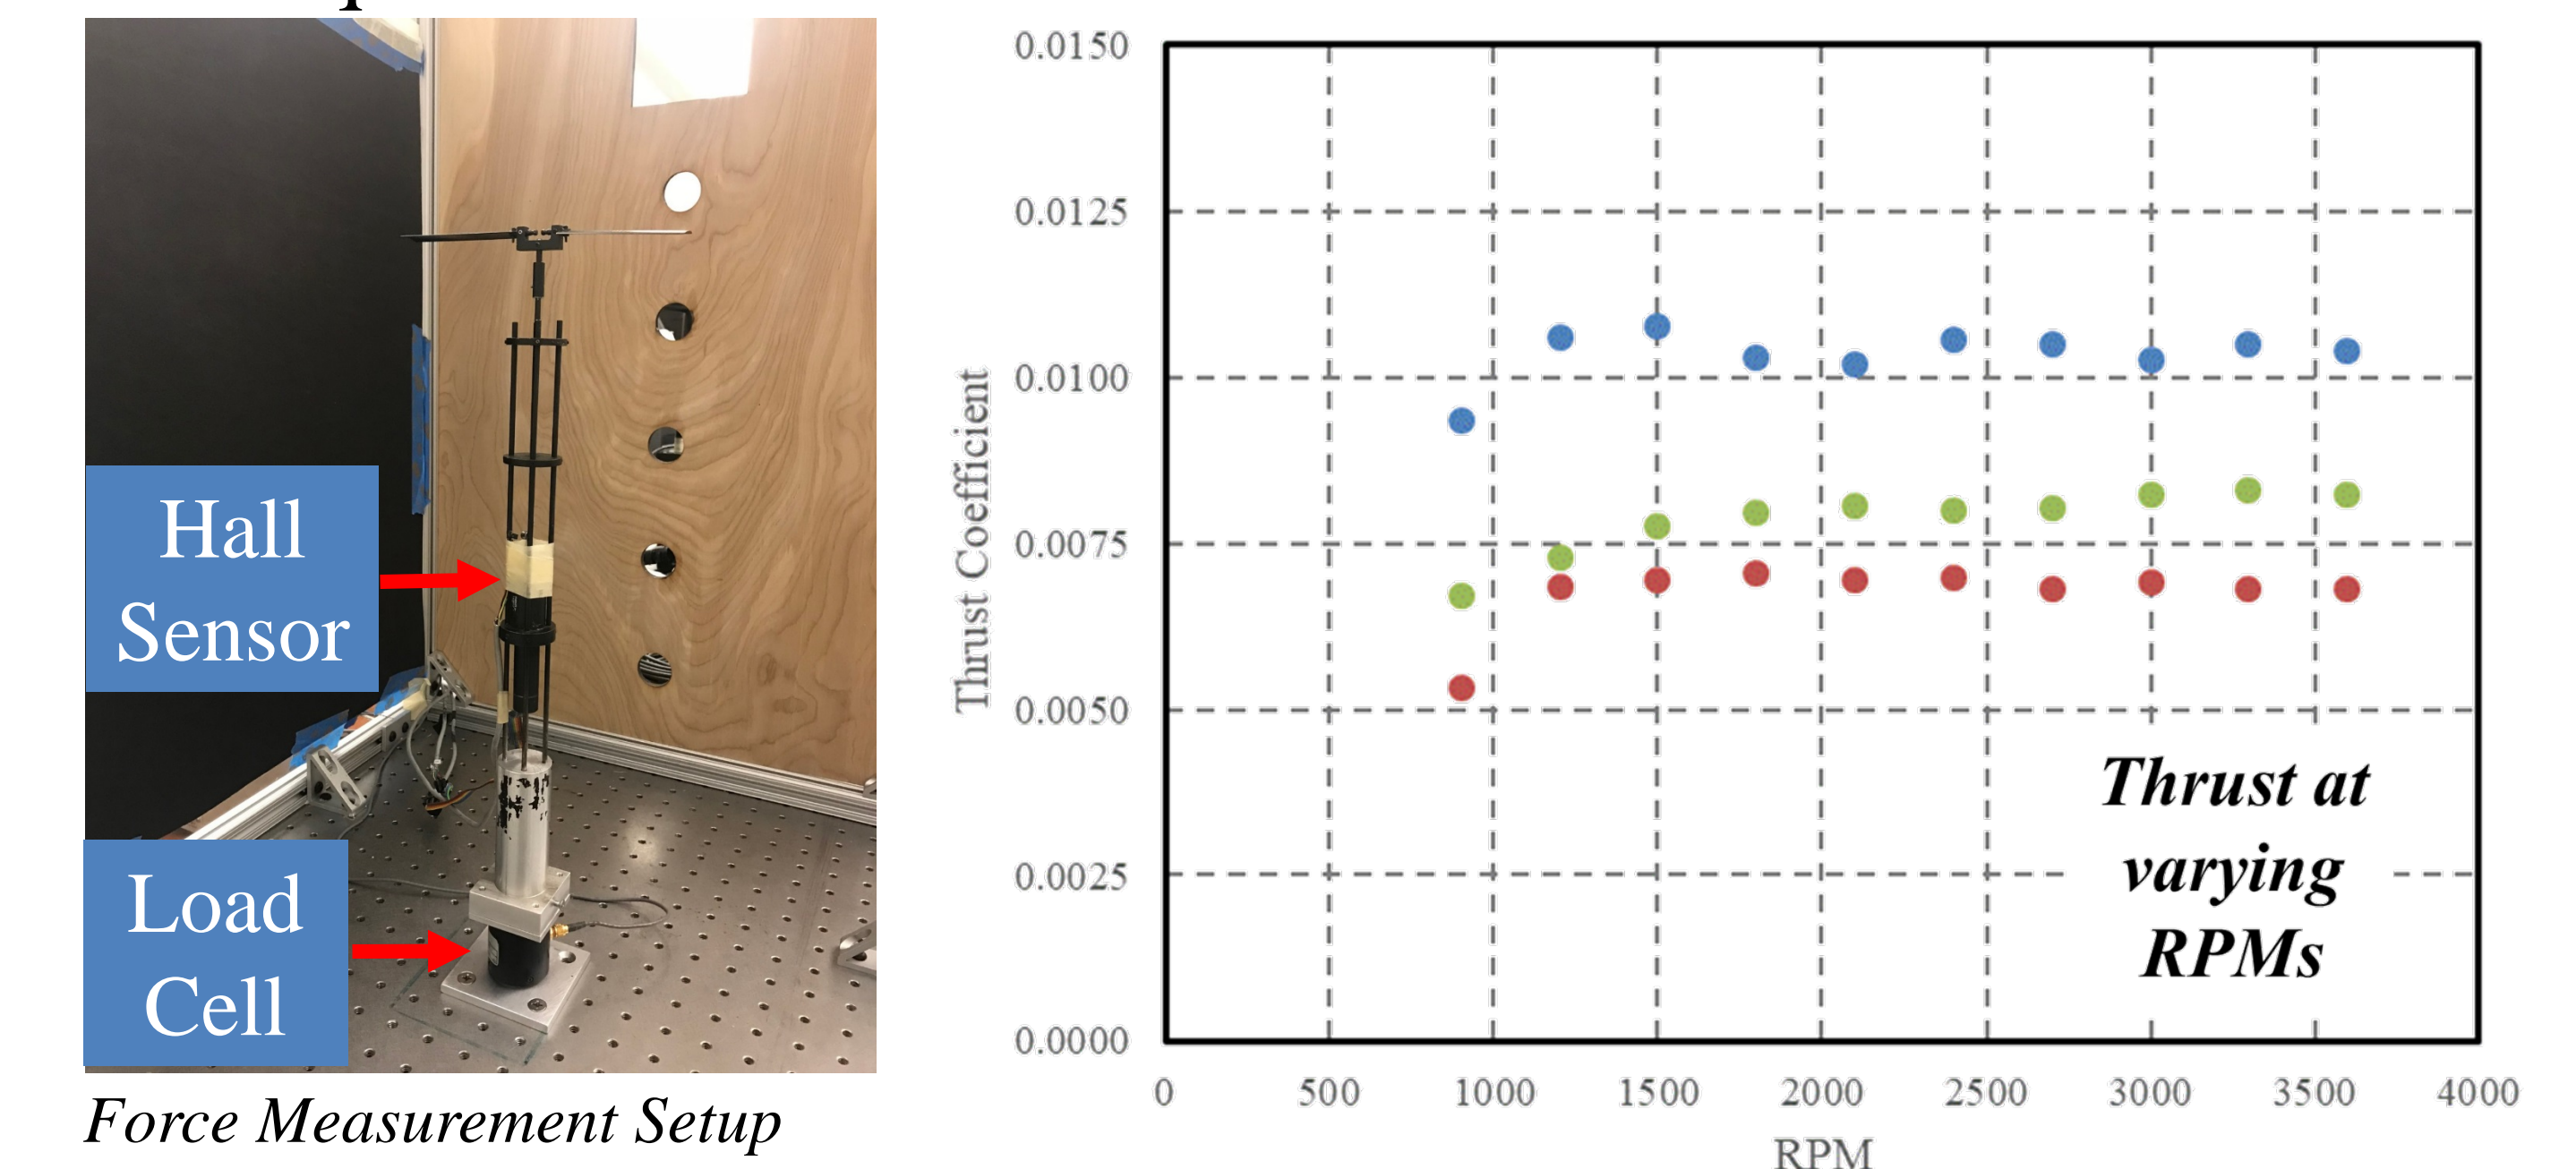 Hall
Sensor
Load
Cell
Force Measurement Setup
Thrust Coefficient
0.0150
0.0125
0.0100
0.0075
0.0050
0.0025
0.0000
0 500 1000 1500 2000 2500 3000 3500 4000
RPM
Thrust at
varying
RPMs